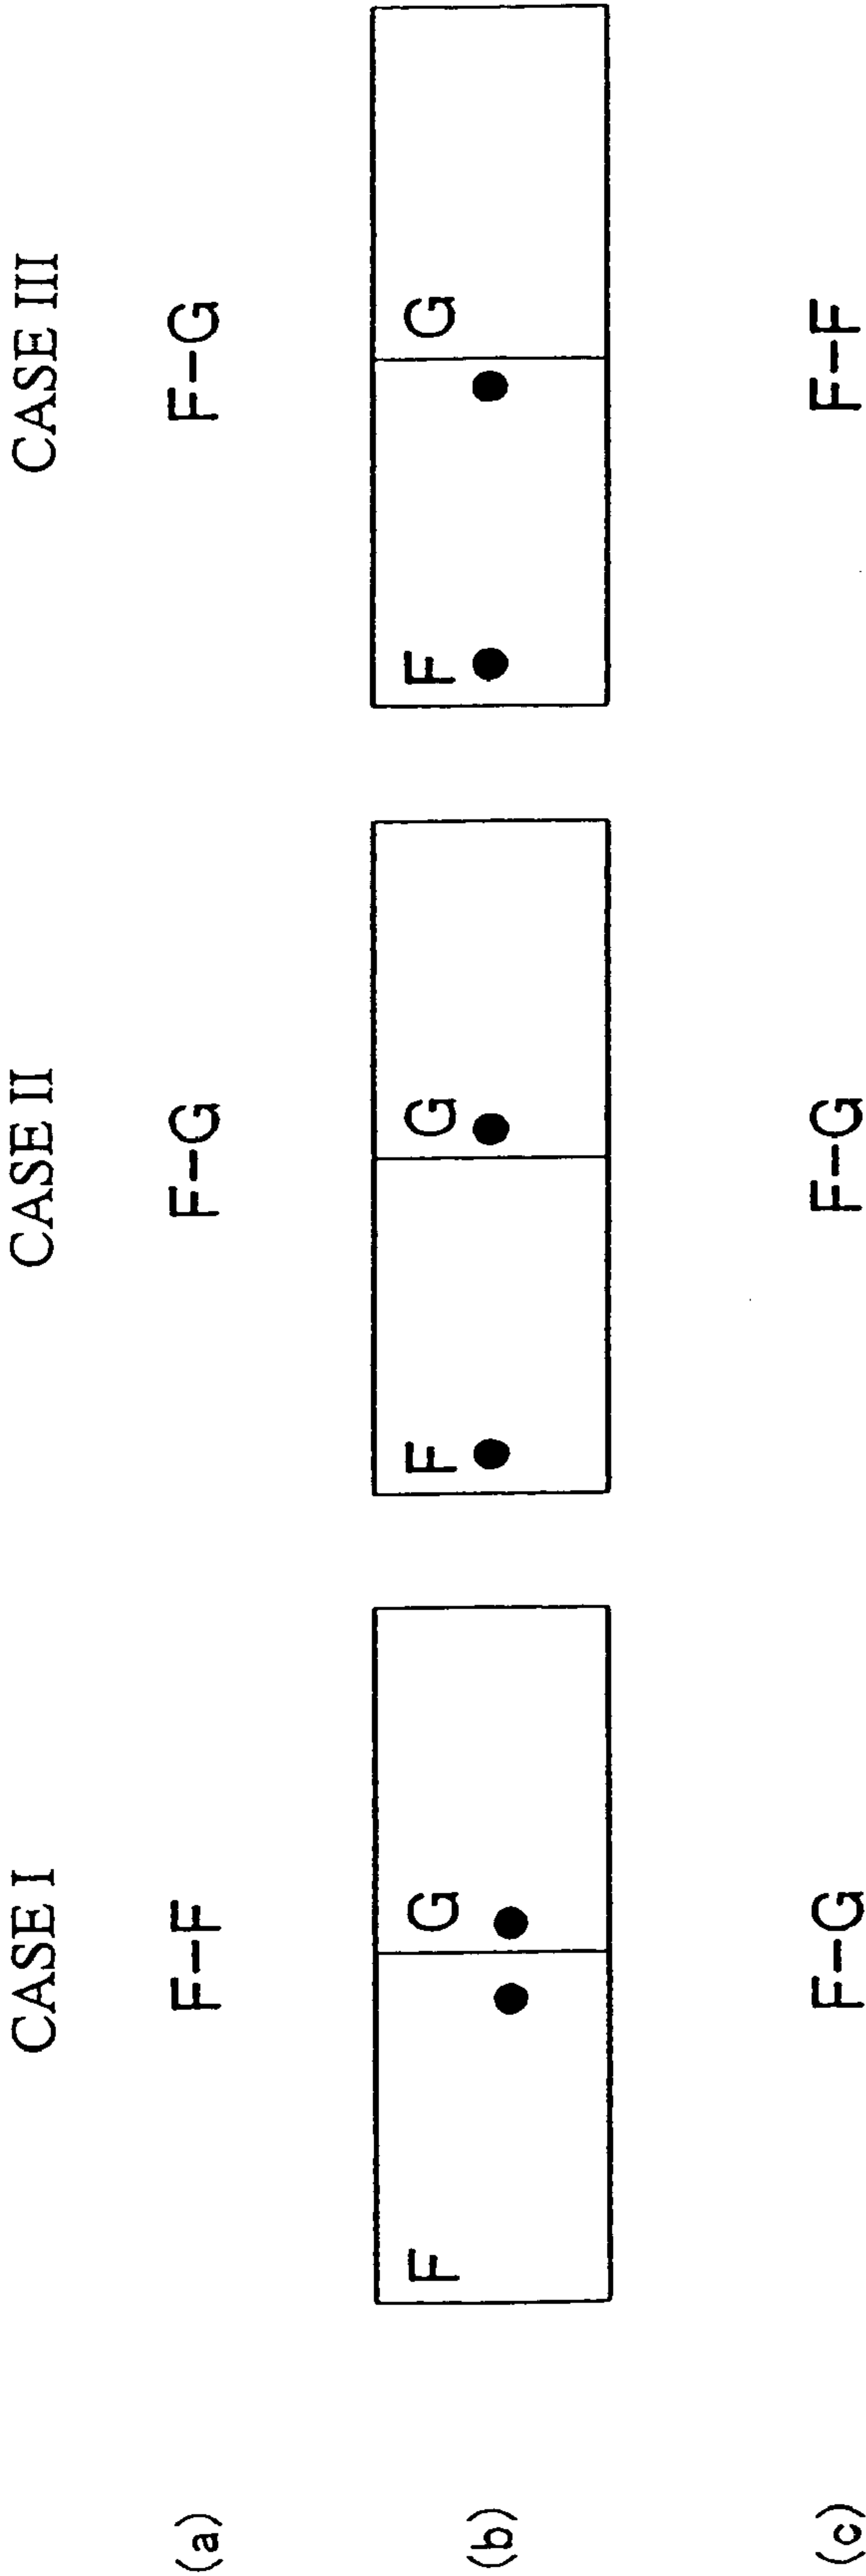 CASE I CASE II CASE III
(a) F-F F-G F-G
(b) F G F G F G
(c) F-G F-G F-F